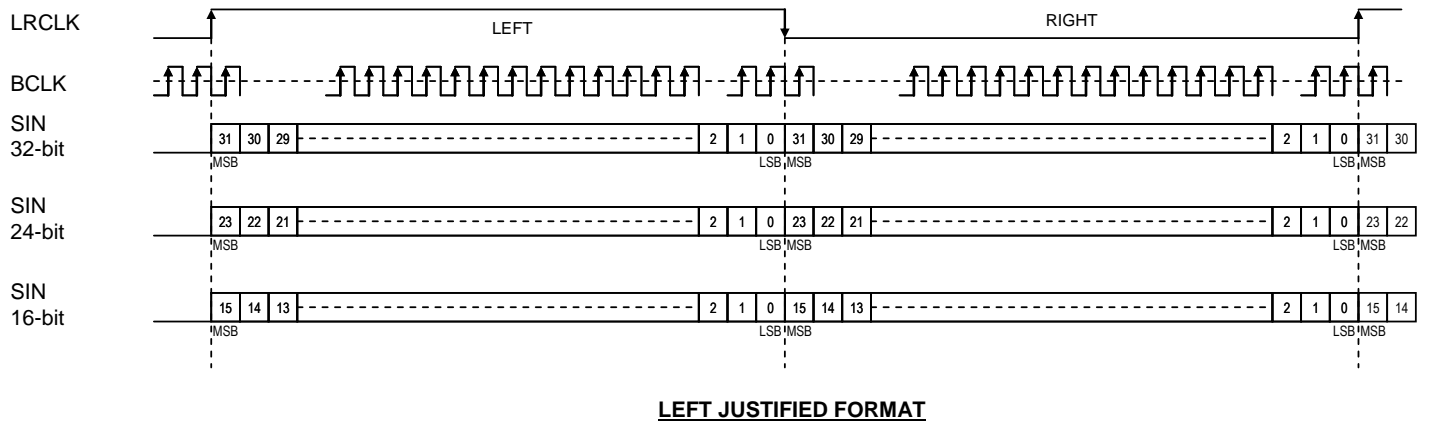 LRCLK LEFT RIGHT
BCLK
SIN
32-bit
31 30 29 2 1 0 31 30 29 2 1 0 31 30
MSB LSB MSB LSB MSB
SIN
24-bit
23 22 21 2 1 0 23 22 21 2 1 0 23 22
MSB LSB MSB LSB MSB
SIN
16-bit
15 14 13 2 1 0 15 14 13 2 1 0 15 14
MSB LSB MSB LSB MSB
LEFT JUSTIFIED FORMAT